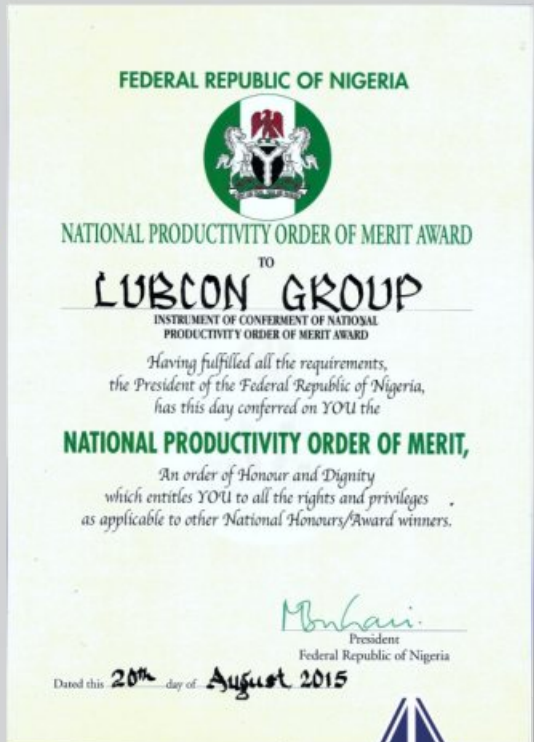 FEDERAL REPUBLIC OF NIGERIA
NATIONAL PRODUCTIVITY ORDER OF MERIT AWARD
TO
LUBCON GROUP
INSTRUMENT OF CONFERMENT OF NATIONAL
PRODUCTIVITY ORDER OF MERIT AWARD
Having fulfilled all the requirements,
the President of the Federal Republic of Nigeria,
has this day conferred on YOU the
NATIONAL PRODUCTIVITY ORDER OF MERIT,
An order of Honour and Dignity
which entitles YOU to all the rights and privileges
as applicable to other National Honours/Award winners.
President
Federal Republic of Nigeria
Dated this 20th day of August 2015